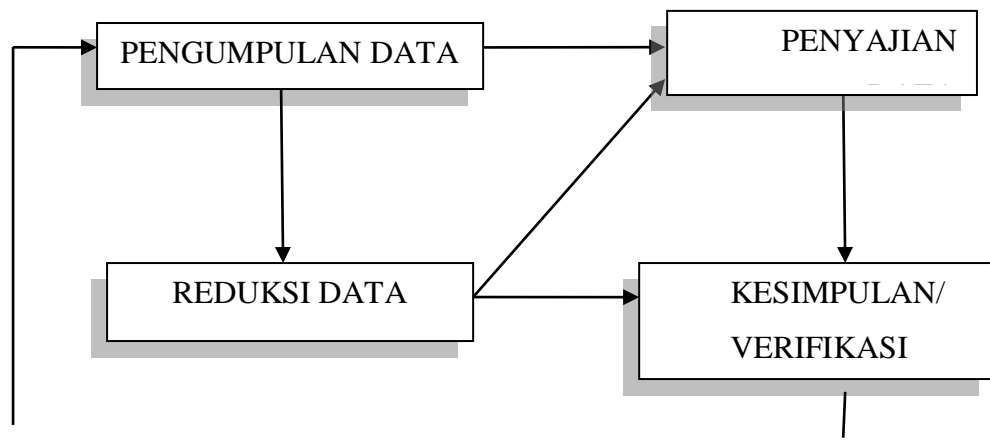 PENGUMPULAN DATA
PENYAJIAN
REDUKSI DATA
KESIMPULAN/
VERIFIKASI